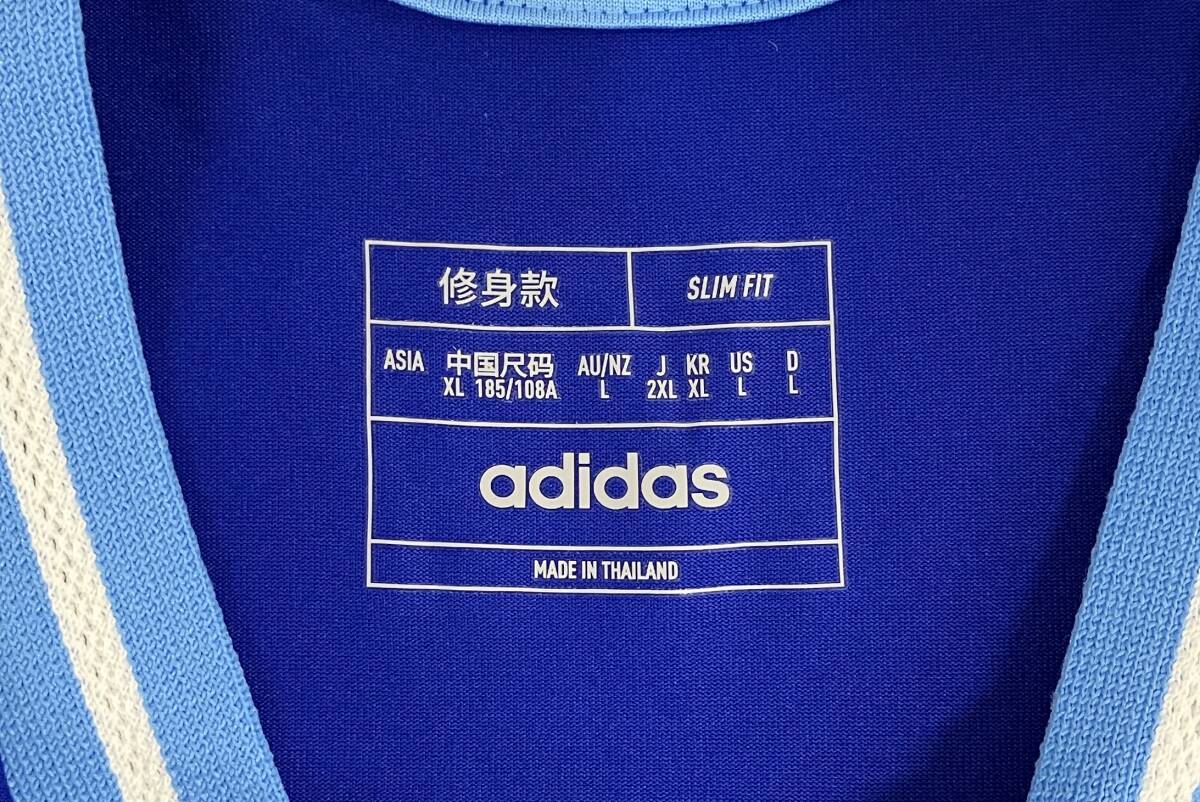 修身款 SLIM FIT
ASIA 中国尺码 AU/NZ J KR US D
XL 185/108A L 2XL XL L L
adidas
MADE IN THAILAND